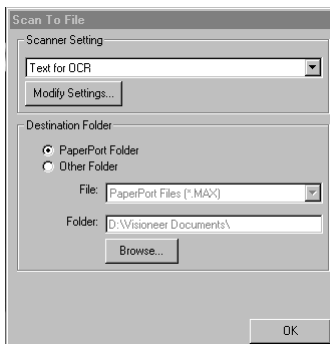 Scan To File
Scanner Setting
Text for OCR
Modify Settings...
Destination Folder
PaperPort Folder
Other Folder
File: PaperPort Files (*.MAX)
Folder: D:\Visioneer Documents\
Browse...
OK